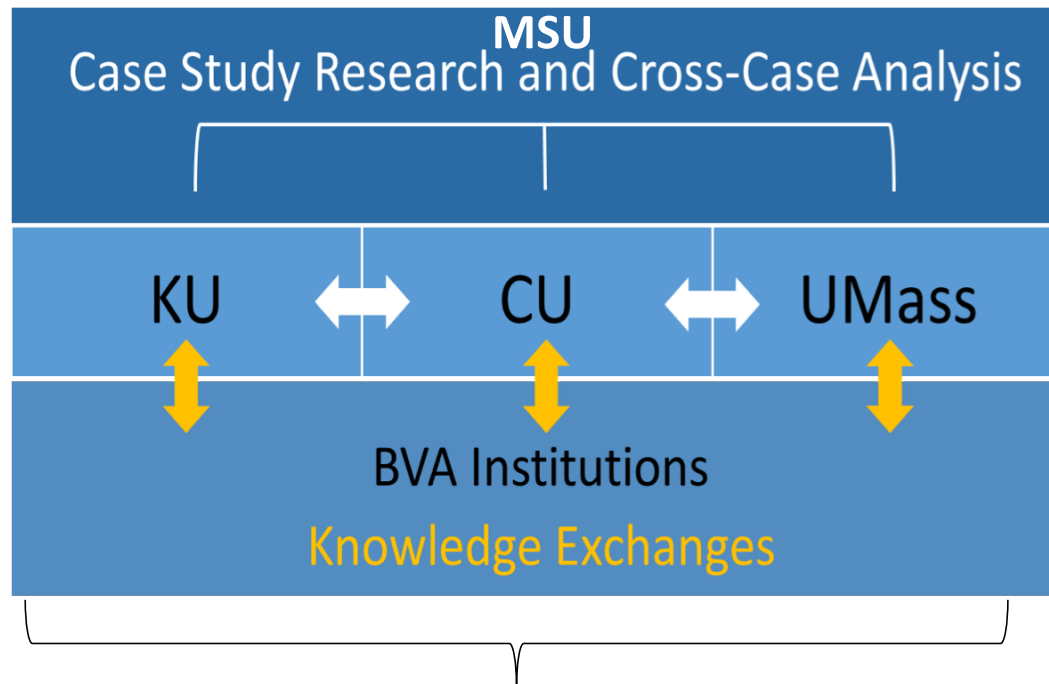 MSU
Case Study Research and Cross-Case Analysis
KU CU UMass
BVA Institutions
Knowledge Exchanges